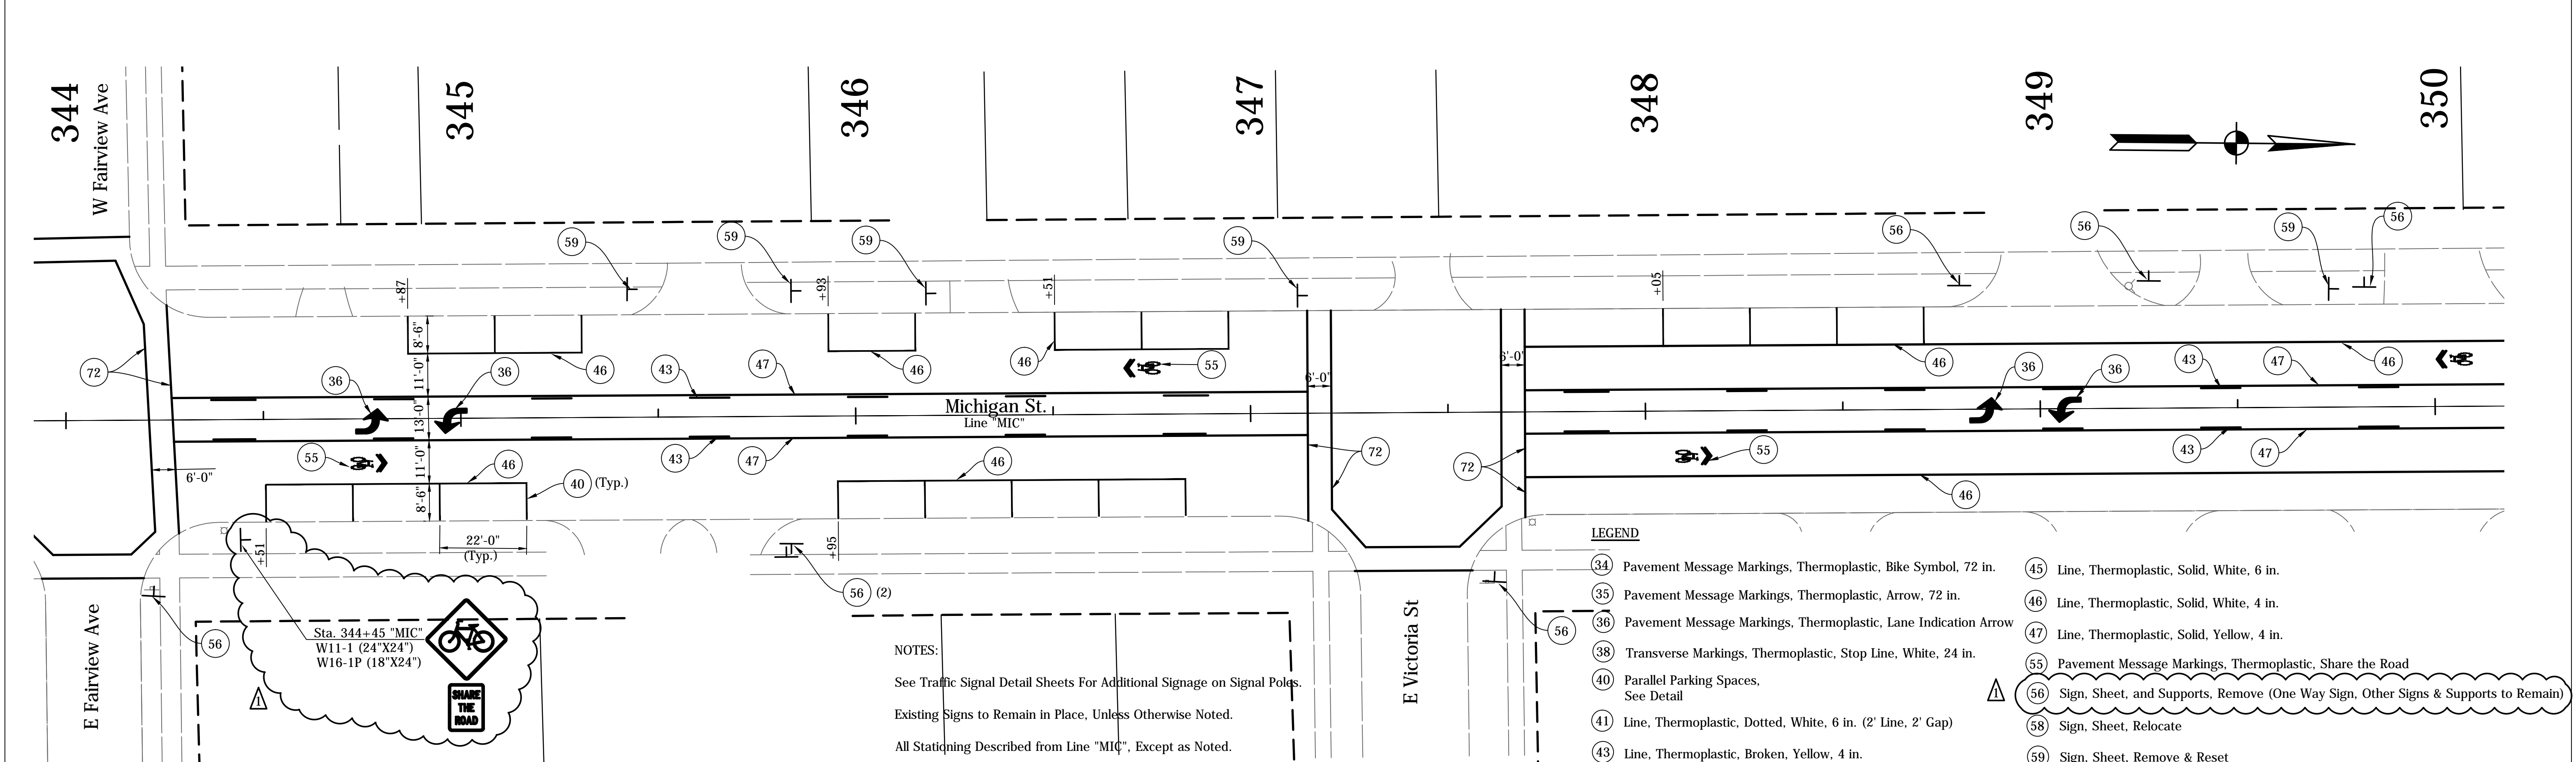 344
W Fairview Ave
345
346
347
348
349
350
59
59
59
59
56
56
59
56
+87
+93
+51
+05
8'-6"
11'-0"
13'-0"
11'-0"
8'-6"
72
36
36
46
43
47
46
46
55
6'-0"
6'-0"
46
36
36
43
47
46
Michigan St.
Line "MIC"
55
46
40 (Typ.)
43
47
46
72
72
55
43
47
46
6'-0"
22'-0"
(Typ.)
+51
+95
56 (2)
56
56
E Fairview Ave
E Victoria St
Sta. 344+45 "MIC"
W11-1 (24"X24")
W16-1P (18"X24")
SHARE
THE
ROAD
1
NOTES:
See Traffic Signal Detail Sheets For Additional Signage on Signal Poles.
Existing Signs to Remain in Place, Unless Otherwise Noted.
All Stationing Described from Line "MIC", Except as Noted.
LEGEND
34 Pavement Message Markings, Thermoplastic, Bike Symbol, 72 in.
35 Pavement Message Markings, Thermoplastic, Arrow, 72 in.
36 Pavement Message Markings, Thermoplastic, Lane Indication Arrow
38 Transverse Markings, Thermoplastic, Stop Line, White, 24 in.
40 Parallel Parking Spaces,
See Detail
41 Line, Thermoplastic, Dotted, White, 6 in. (2' Line, 2' Gap)
43 Line, Thermoplastic, Broken, Yellow, 4 in.
45 Line, Thermoplastic, Solid, White, 6 in.
46 Line, Thermoplastic, Solid, White, 4 in.
47 Line, Thermoplastic, Solid, Yellow, 4 in.
55 Pavement Message Markings, Thermoplastic, Share the Road
1
56 Sign, Sheet, and Supports, Remove (One Way Sign, Other Signs & Supports to Remain)
58 Sign, Sheet, Relocate
59 Sign, Sheet, Remove & Reset